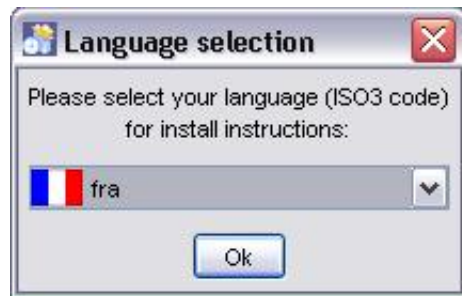 Language selection
Please select your language (ISO3 code)
for install instructions:
fra
Ok